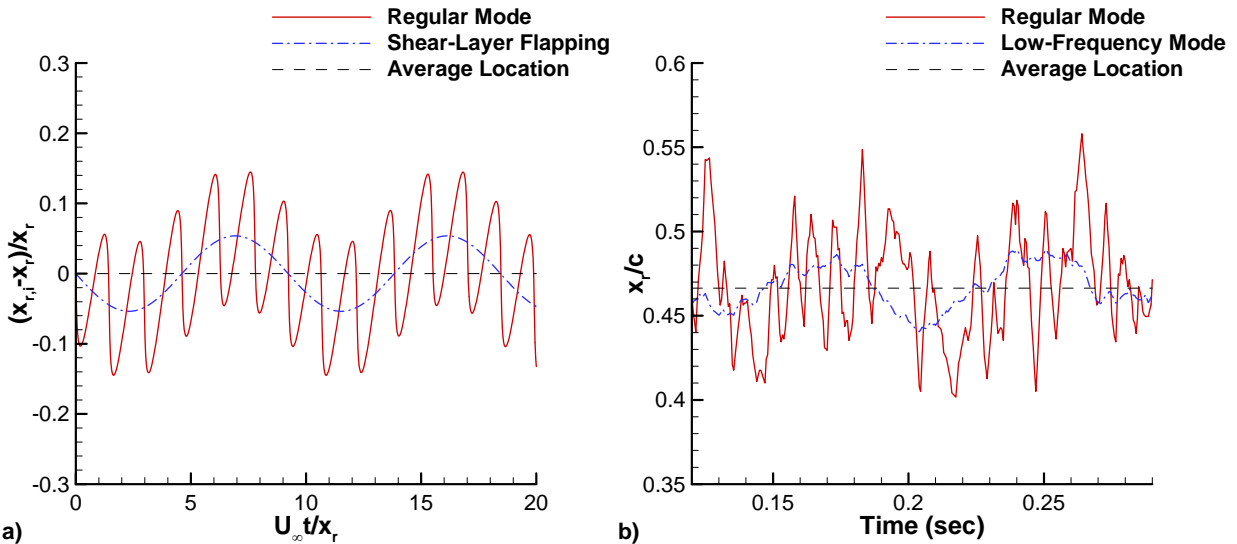 Regular Mode
Shear-Layer Flapping
Average Location
0.3
0.2
0.1
0
-0.1
-0.2
-0.3
(x_{r,i}-x_r)/x_r
0
5
10
15
20
U_∞t/x_r
a)
Regular Mode
Low-Frequency Mode
Average Location
0.6
0.55
0.5
0.45
0.4
0.35
x_r/c
0.15
0.2
0.25
Time (sec)
b)